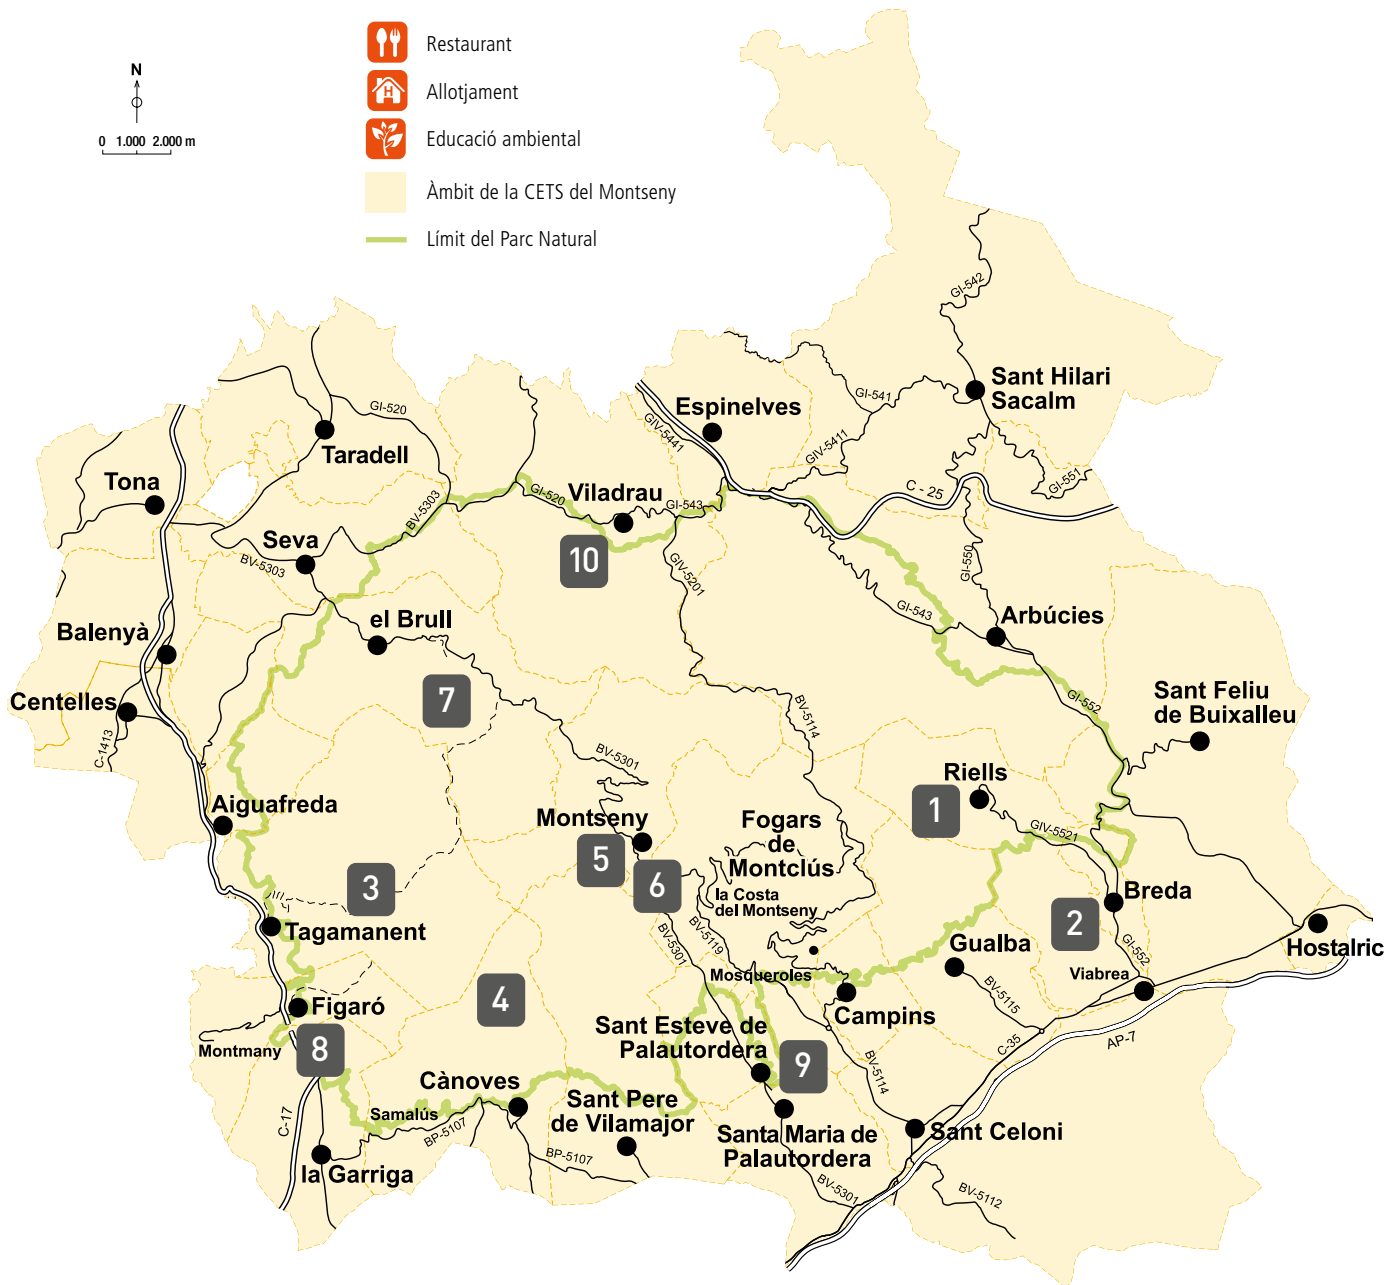 N
0 1.000 2.000 m
Restaurant
H
Allotjament
Educació ambiental
Àmbit de la CETS del Montseny
Límit del Parc Natural
GI-542
Sant Hilari
Sacalm
GI-541
GI-520
Espinelves
GIV-5441
GIV-5411
Taradell
GI-551
Tona
C - 25
GI-520
Viladrau
GI-543
BV-5303
Seva
10
BV-5303
GI-550
GIV-5201
GI-543
Arbúcies
el Brull
Balenyà
7
Centelles
GI-552
Sant Feliu
de Buixalleu
C-1413
BV-5114
BV-5301
Riells
1
Aiguafreda
Montseny
5
Fogars
de
Montclús
GIV-5521
6
3
la Costa
del Montseny
Breda
2
Tagamanent
BV-5301
BV-5119
Gualba
GI-552
Hostalric
Mosqueroles
Viabrea
4
BV-5115
Figaró
Campins
Sant Esteve de
Palautordera
C-35
AP-7
Montmany
8
9
BV-5114
Cànoves
Sant Pere
de Vilamajor
Samalús
C-17
BP-5107
Santa Maria de
Palautordera
Sant Celoni
BP-5107
la Garriga
BV-5301
BV-5112